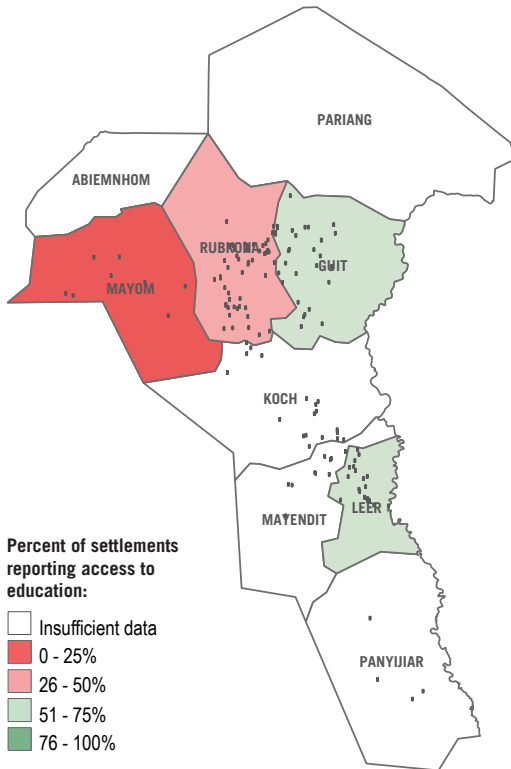 PARIANG
ABIEMNHOM
RUBKONA
GUIT
MAYOM
KOCH
MAYENDIT
LEER
PANYIJIAR
Percent of settlements
reporting access to
education:
Insufficient data
0 - 25%
26 - 50%
51 - 75%
76 - 100%